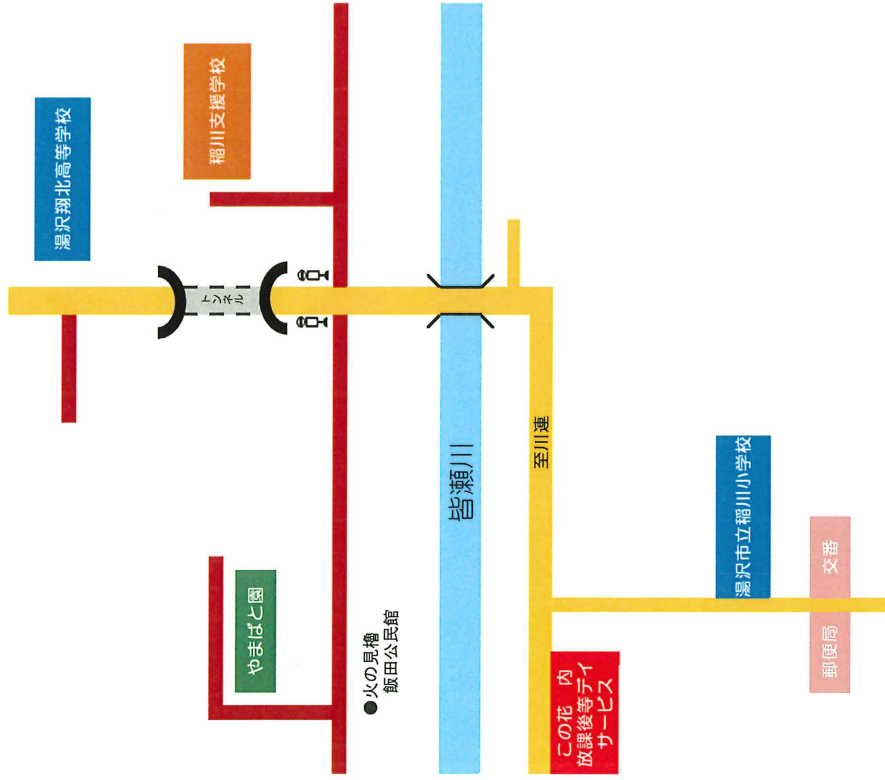 湯沢翔北高等学校
稲川支援学校
トンネル
やまばと園
●火の見櫓
飯田公民館
皆瀬川
至川連
この花　内
放課後等デイ
サービス
湯沢市立稲川小学校
郵便局　交番